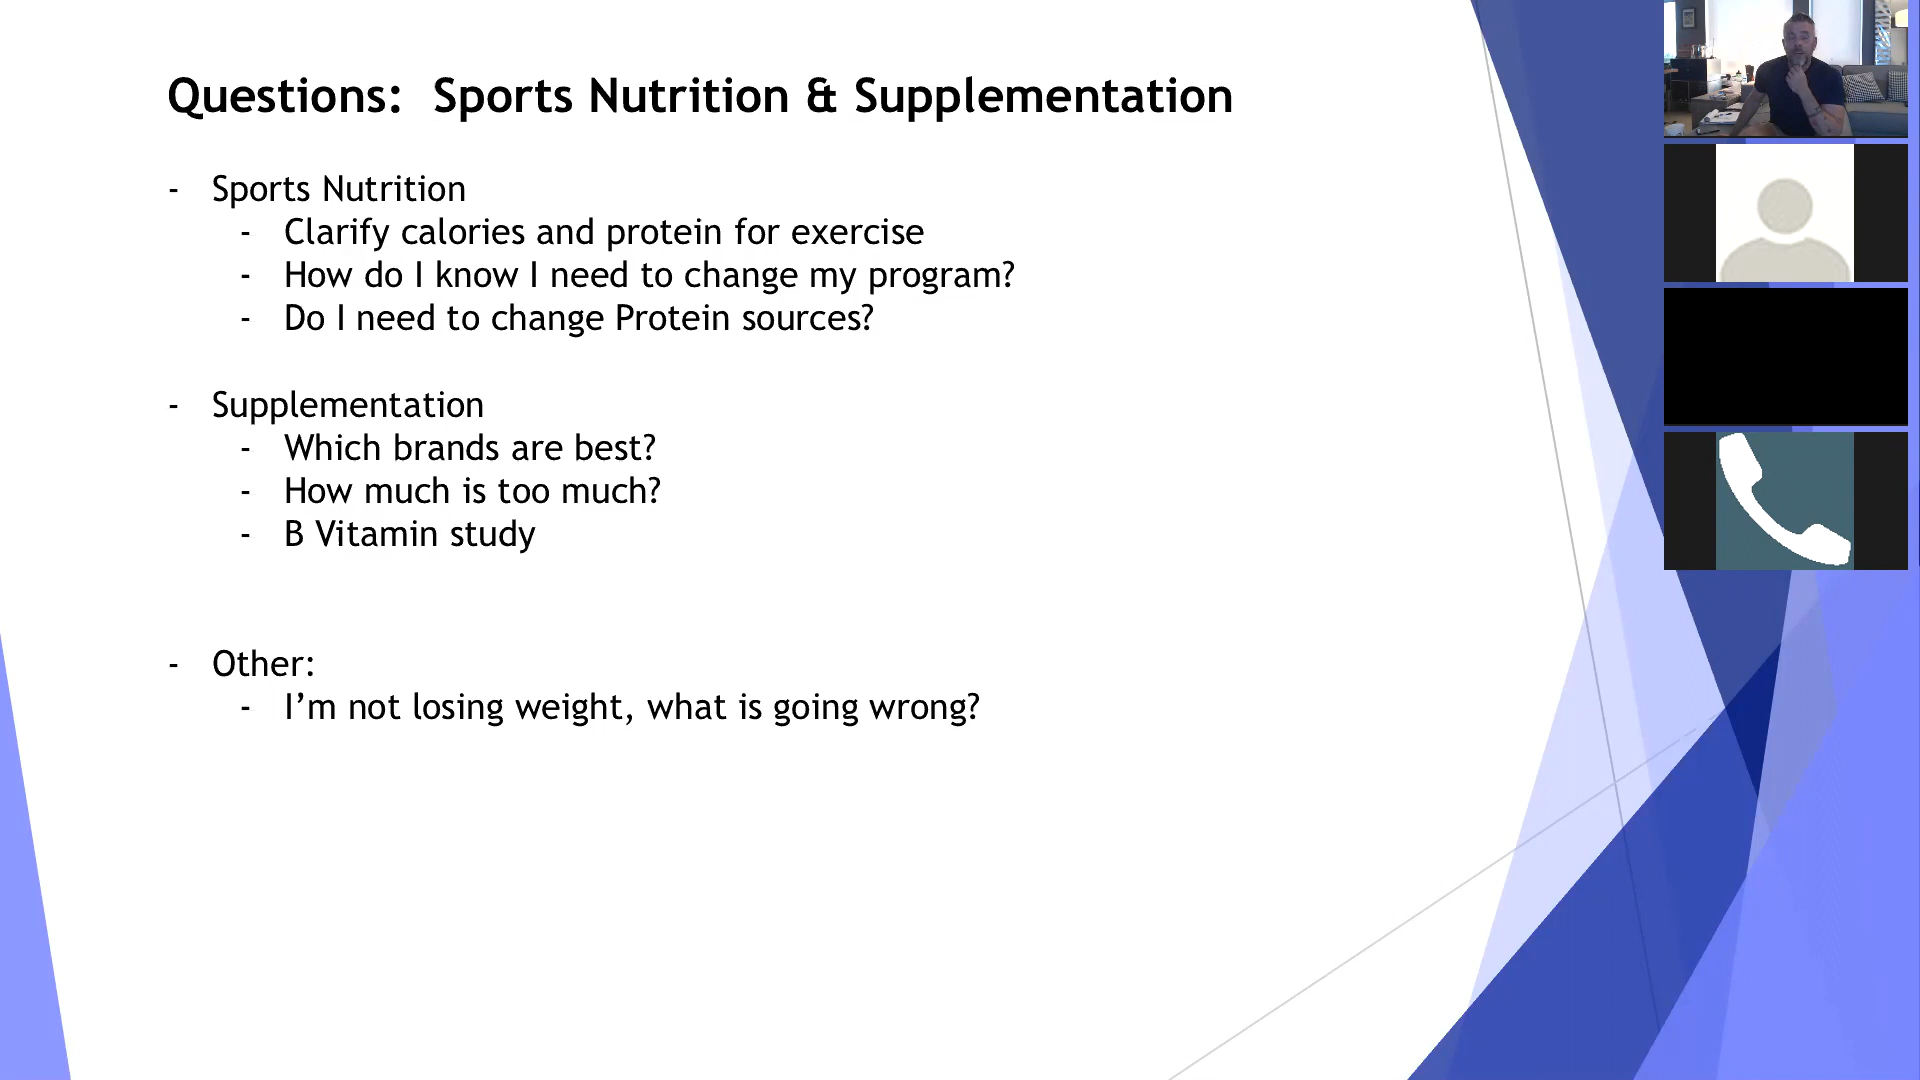 Questions:  Sports Nutrition & Supplementation
- Sports Nutrition
- Clarify calories and protein for exercise
- How do I know I need to change my program?
- Do I need to change Protein sources?
- Supplementation
- Which brands are best?
- How much is too much?
- B Vitamin study
- Other:
- I’m not losing weight, what is going wrong?